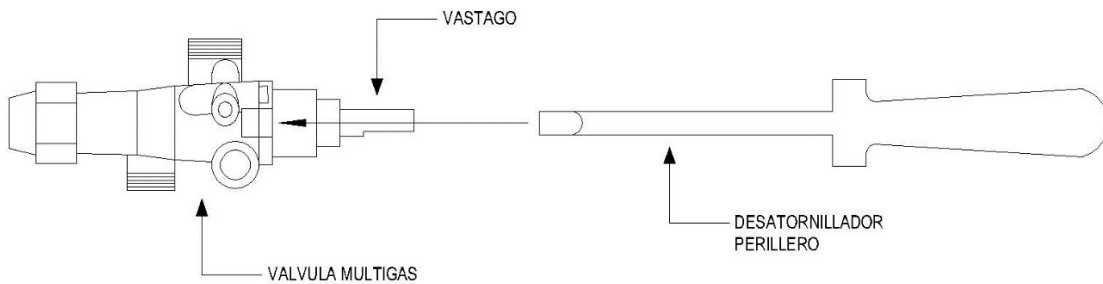 VASTAGO
DESATORNILLADOR
PERILLERO
VALVULA MULTIGAS